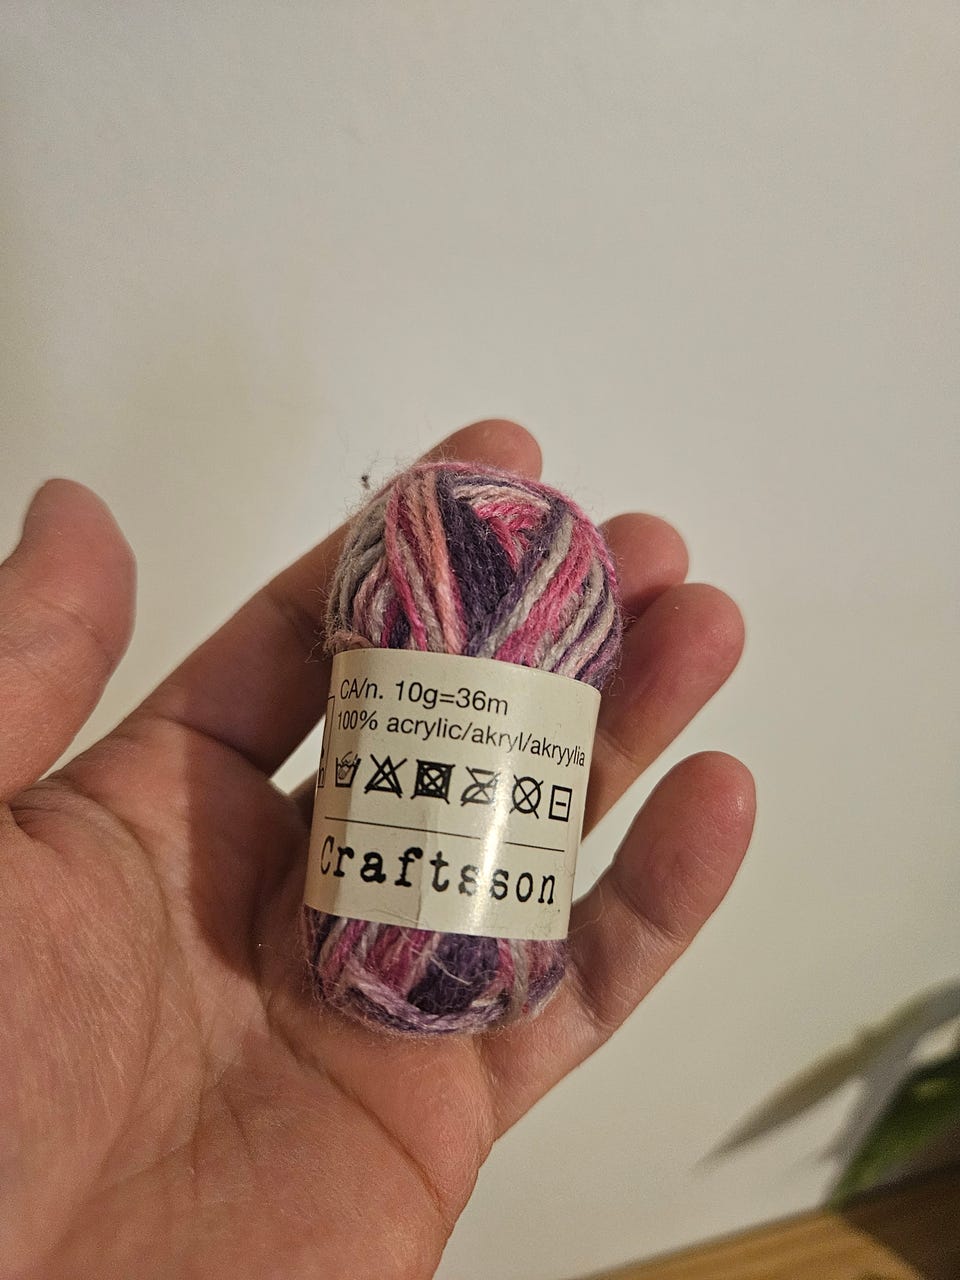 CA/n. 10g=36m
100% acrylic/akryl/akryylia
Craftsson